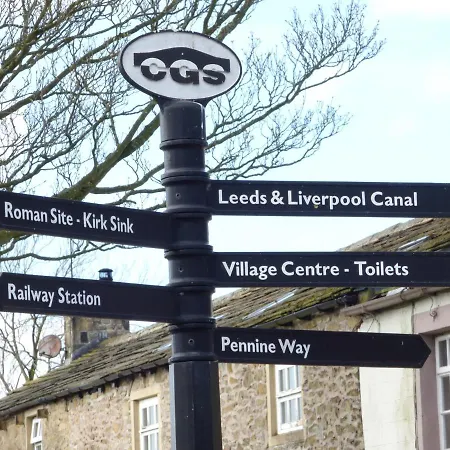 CGS
Leeds & Liverpool Canal
Roman Site - Kirk Sink
Village Centre - Toilets
Railway Station
Pennine Way